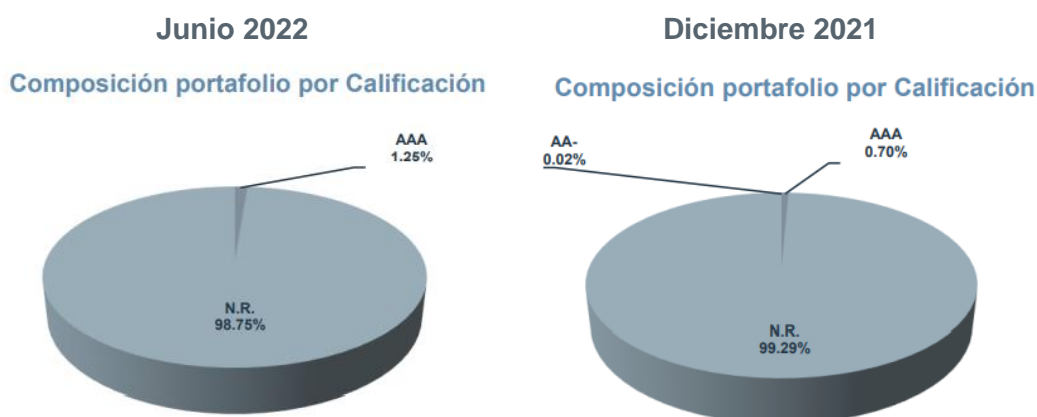 Junio 2022
Composición portafolio por Calificación
AAA
1.25%
N.R.
98.75%
Diciembre 2021
Composición portafolio por Calificación
AA-
0.02%
AAA
0.70%
N.R.
99.29%